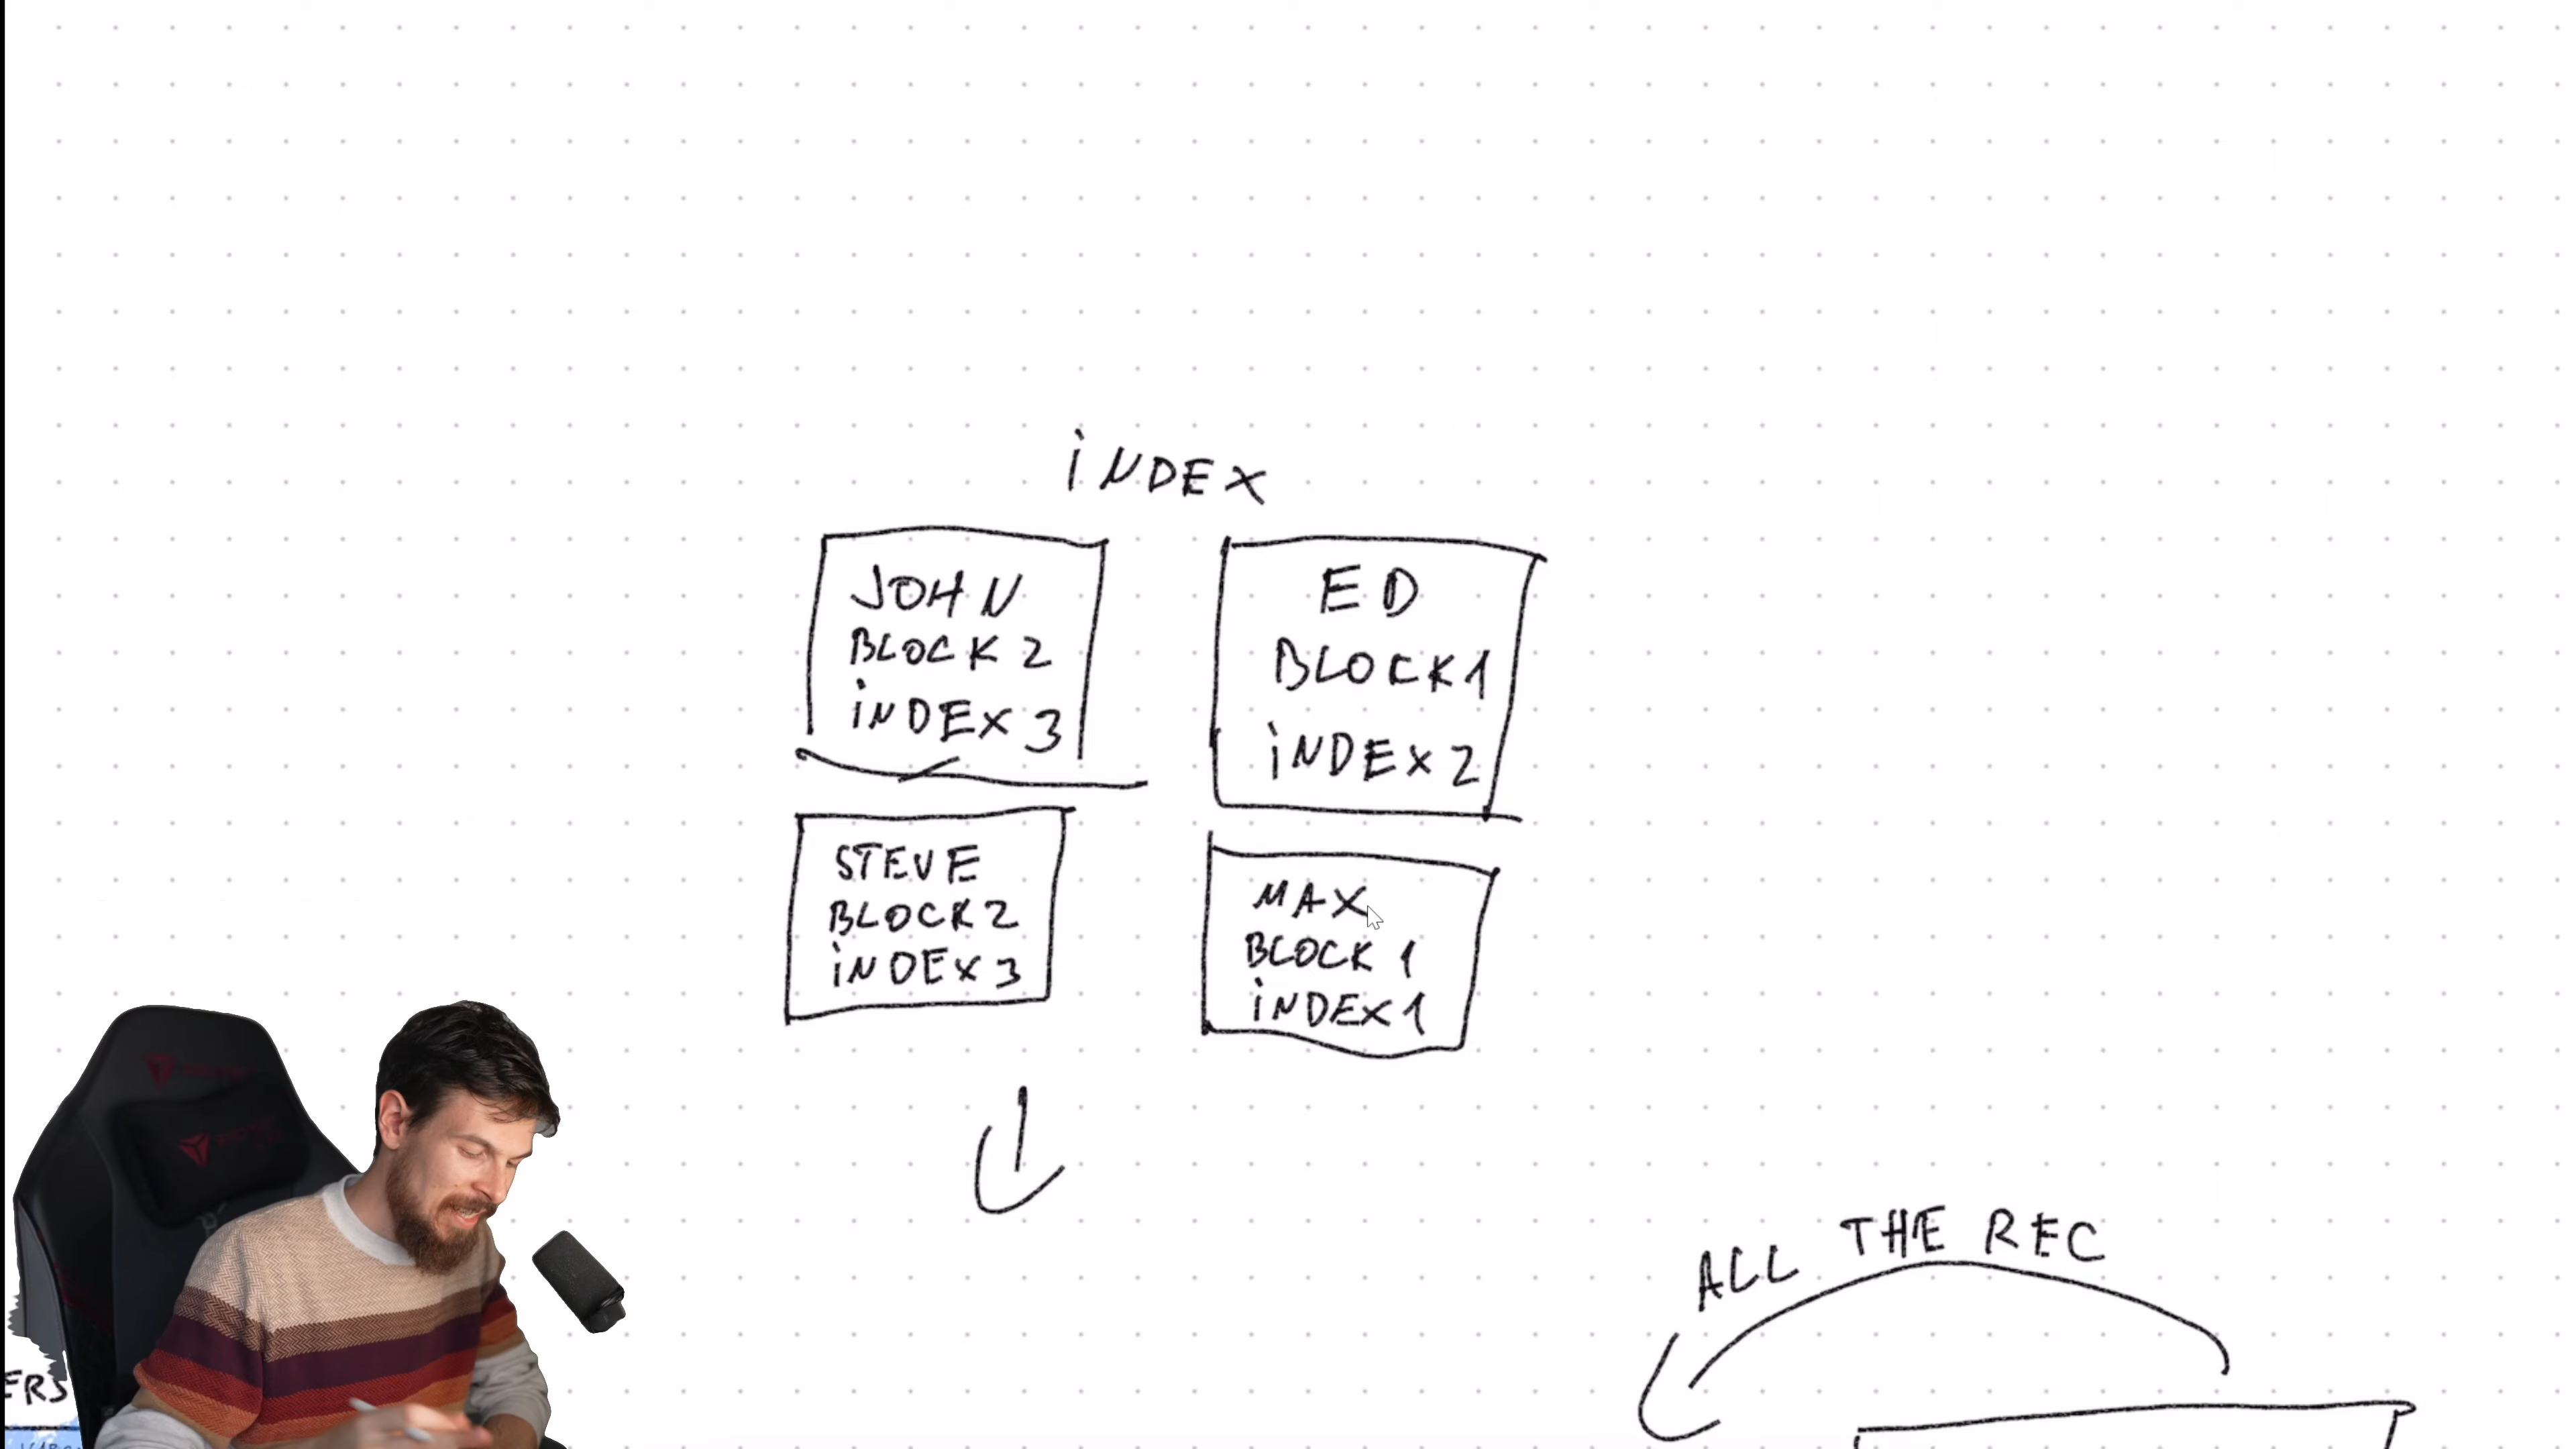 iNDEX
JOHN
BLOCK 2
iNDEX 3
ED
BLOCK 1
iNDEX 2
STEVE
BLOCK 2
iNDEX 3
MAX
BLOCK 1
iNDEX 1
ALL THE REC
ERS